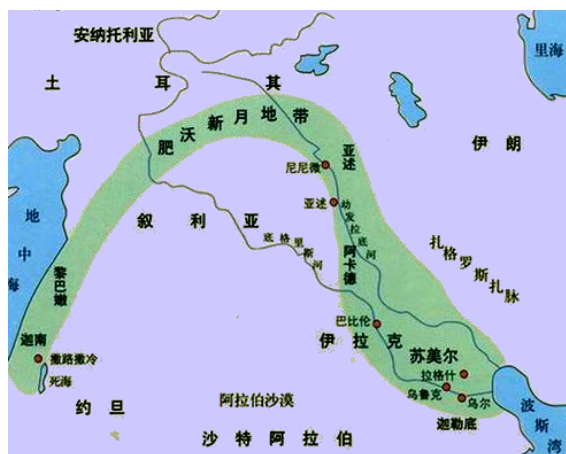 安纳托利亚
里海
土耳其
肥沃新月地带
伊朗
亚述
尼尼微
亚述
幼发拉底河
地中海
叙利亚
底格里斯河
阿卡德
扎格罗斯扎脉
黎巴嫩
巴比伦
伊拉克
迦南
撒路撒冷
苏美尔
拉格什
死海
乌鲁克
乌尔
约旦
阿拉伯沙漠
迦勒底
波斯湾
沙特阿拉伯